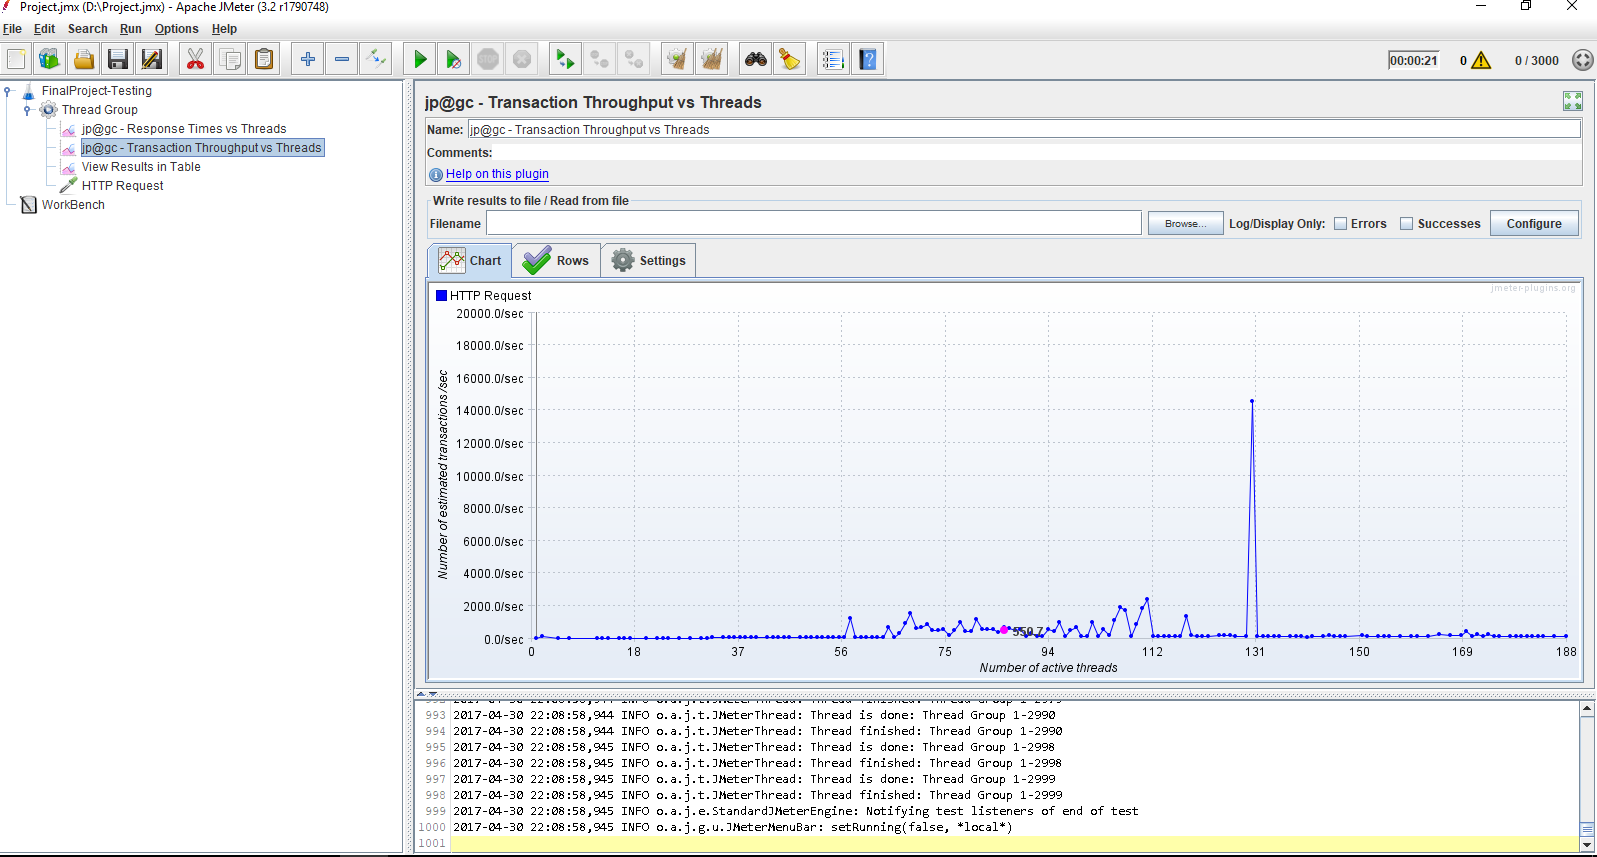 Project.jmx (D:\Project.jmx) - Apache JMeter (3.2 r1790748)
File Edit Search Run Options Help
STOP
00:00:21 0 0 / 3000
FinalProject-Testing
Thread Group
jp@gc - Response Times vs Threads
jp@gc - Transaction Throughput vs Threads
View Results in Table
HTTP Request
WorkBench
jp@gc - Transaction Throughput vs Threads
Name: jp@gc - Transaction Throughput vs Threads
Comments:
Help on this plugin
Write results to file / Read from file
Filename Browse... Log/Display Only: Errors Successes Configure
Chart Rows Settings
HTTP Request
jmeter-plugins.org
20000.0/sec
18000.0/sec
16000.0/sec
14000.0/sec
12000.0/sec
10000.0/sec
8000.0/sec
6000.0/sec
4000.0/sec
2000.0/sec
0.0/sec
Number of estimated transactions /sec
559.7
0 18 37 56 75 94 112 131 150 169 188
Number of active threads
993 2017-04-30 22:08:58,944 INFO o.a.j.t.JMeterThread: Thread is done: Thread Group 1-2990
994 2017-04-30 22:08:58,944 INFO o.a.j.t.JMeterThread: Thread finished: Thread Group 1-2990
995 2017-04-30 22:08:58,945 INFO o.a.j.t.JMeterThread: Thread is done: Thread Group 1-2998
996 2017-04-30 22:08:58,945 INFO o.a.j.t.JMeterThread: Thread finished: Thread Group 1-2998
997 2017-04-30 22:08:58,945 INFO o.a.j.t.JMeterThread: Thread is done: Thread Group 1-2999
998 2017-04-30 22:08:58,945 INFO o.a.j.t.JMeterThread: Thread finished: Thread Group 1-2999
999 2017-04-30 22:08:58,945 INFO o.a.j.e.StandardJMeterEngine: Notifying test listeners of end of test
1000 2017-04-30 22:08:58,945 INFO o.a.j.g.u.JMeterMenuBar: setRunning(false, *local*)
1001